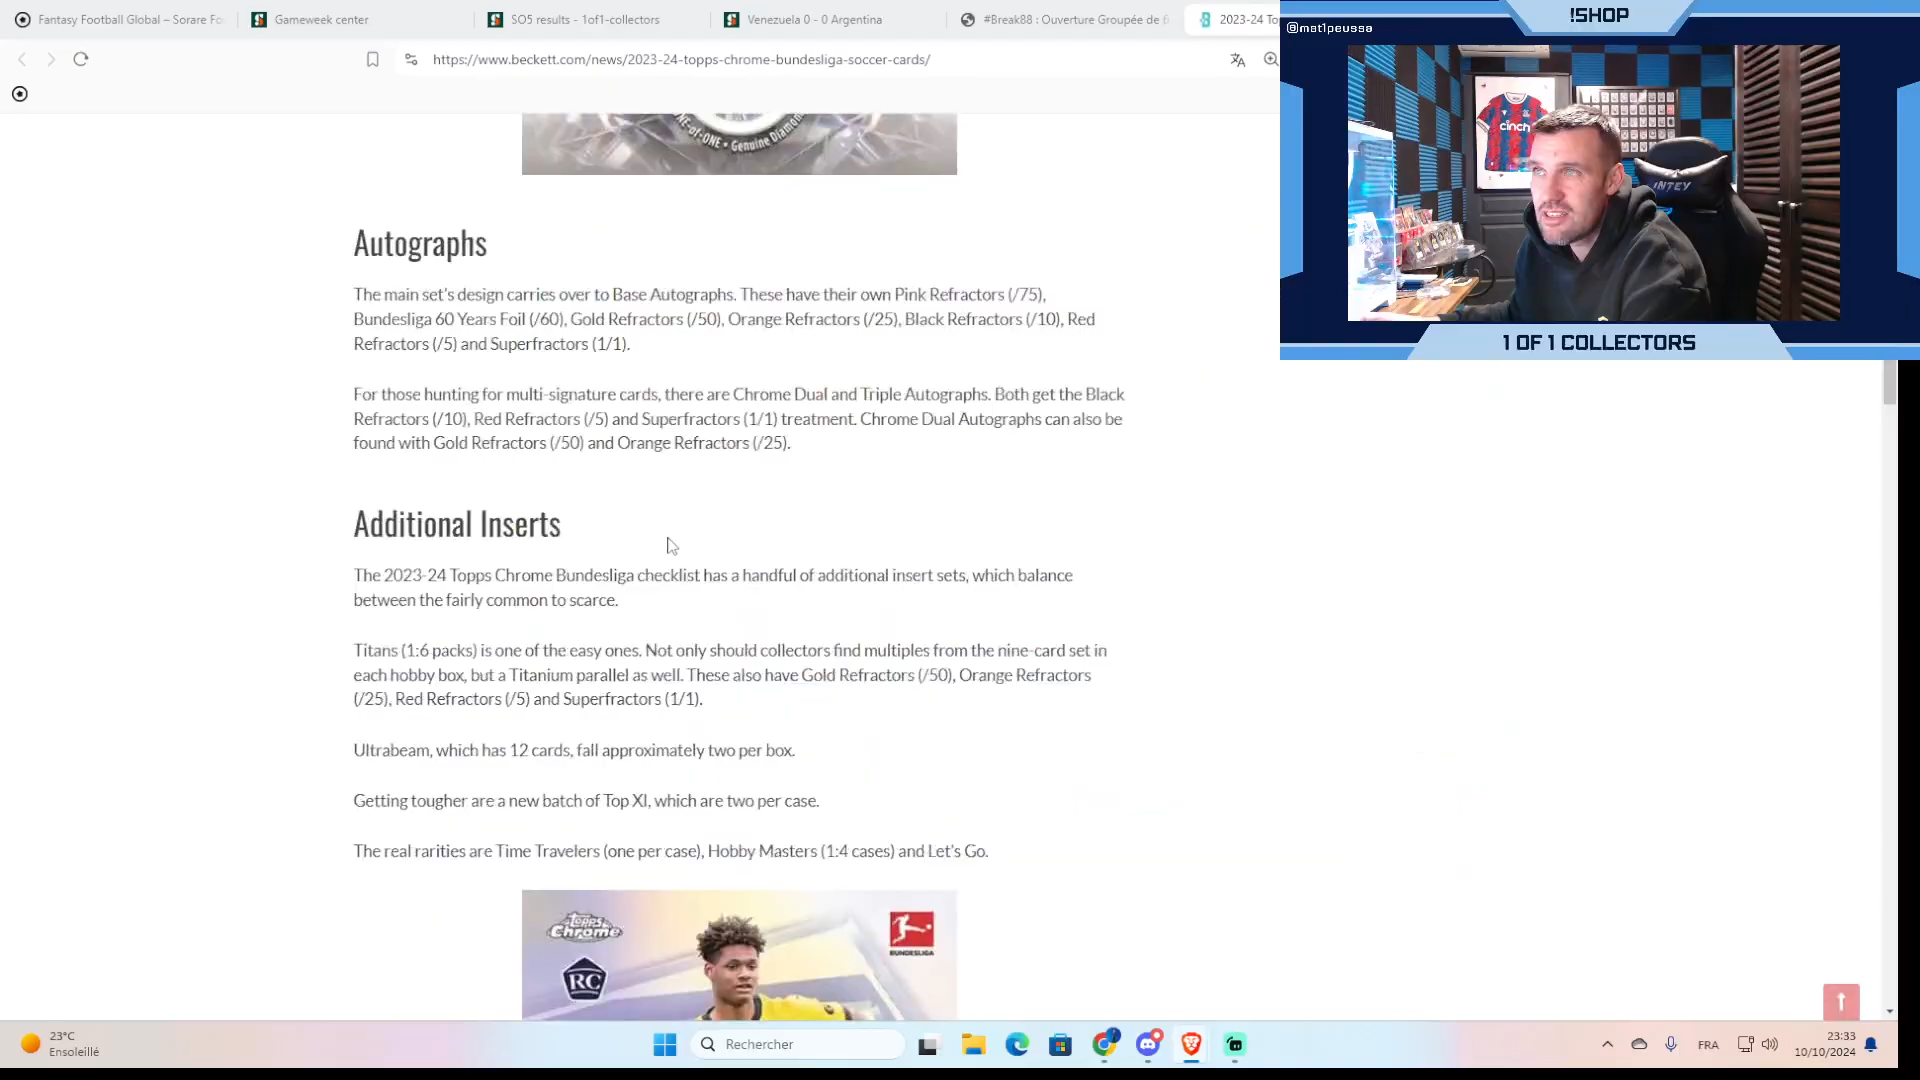 Fantasy Football Global – Sorare Fo
Gameweek center
SO5 results - 1of1-collectors
Venezuela 0 - 0 Argentina
#Break88 : Ouverture Groupée de 6
2023-24 To
https://www.beckett.com/news/2023-24-topps-chrome-bundesliga-soccer-cards/
!SHOP
@mat1peussa
cinch
INTEY
1 OF 1 COLLECTORS
NE-of-ONE • Genuine Diamon
Autographs
The main set's design carries over to Base Autographs. These have their own Pink Refractors (/75),
Bundesliga 60 Years Foil (/60), Gold Refractors (/50), Orange Refractors (/25), Black Refractors (/10), Red
Refractors (/5) and Superfractors (1/1).
For those hunting for multi-signature cards, there are Chrome Dual and Triple Autographs. Both get the Black
Refractors (/10), Red Refractors (/5) and Superfractors (1/1) treatment. Chrome Dual Autographs can also be
found with Gold Refractors (/50) and Orange Refractors (/25).
Additional Inserts
The 2023-24 Topps Chrome Bundesliga checklist has a handful of additional insert sets, which balance
between the fairly common to scarce.
Titans (1:6 packs) is one of the easy ones. Not only should collectors find multiples from the nine-card set in
each hobby box, but a Titanium parallel as well. These also have Gold Refractors (/50), Orange Refractors
(/25), Red Refractors (/5) and Superfractors (1/1).
Ultrabeam, which has 12 cards, fall approximately two per box.
Getting tougher are a new batch of Top XI, which are two per case.
The real rarities are Time Travelers (one per case), Hobby Masters (1:4 cases) and Let's Go.
Topps
Chrome
BUNDESLIGA
RC
23°C
Ensoleillé
Rechercher
FRA
23:33
10/10/2024